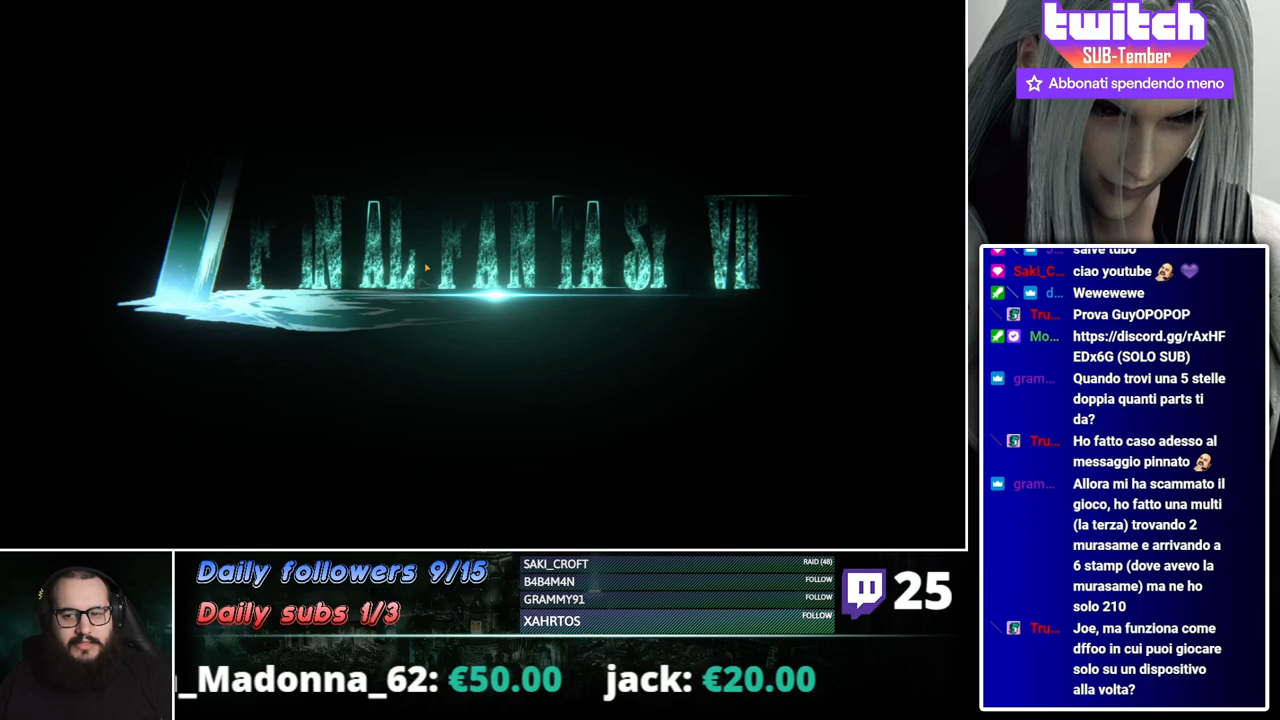 FINAL FANTASY VII
twitch
SUB-Tember
Abbonati spendendo meno
salve tubo
Saki_C... ciao youtube
d... Wewewewe
Tru... Prova GuyOPOPOP
Mo... https://discord.gg/rAxHF
EDx6G (SOLO SUB)
gram... Quando trovi una 5 stelle
doppia quanti parts ti
da?
Tru... Ho fatto caso adesso al
messaggio pinnato
gram... Allora mi ha scammato il
gioco, ho fatto una multi
(la terza) trovando 2
murasame e arrivando a
6 stamp (dove avevo la
murasame) ma ne ho
solo 210
Tru... Joe, ma funziona come
dffoo in cui puoi giocare
solo su un dispositivo
alla volta?
Daily followers 9/15
Daily subs 1/3
SAKI_CROFT RAID (48)
B4B4M4N FOLLOW
GRAMMY91 FOLLOW
XAHRTOS FOLLOW
25
_Madonna_62: €50.00 jack: €20.00